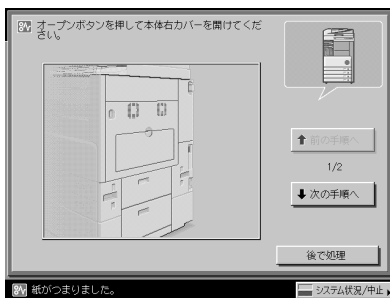 オープンボタンを押して本体右カバーを開けてくだ
さい。
前の手順へ
1/2
次の手順へ
後で処理
紙がつまりました。
システム状況/中止